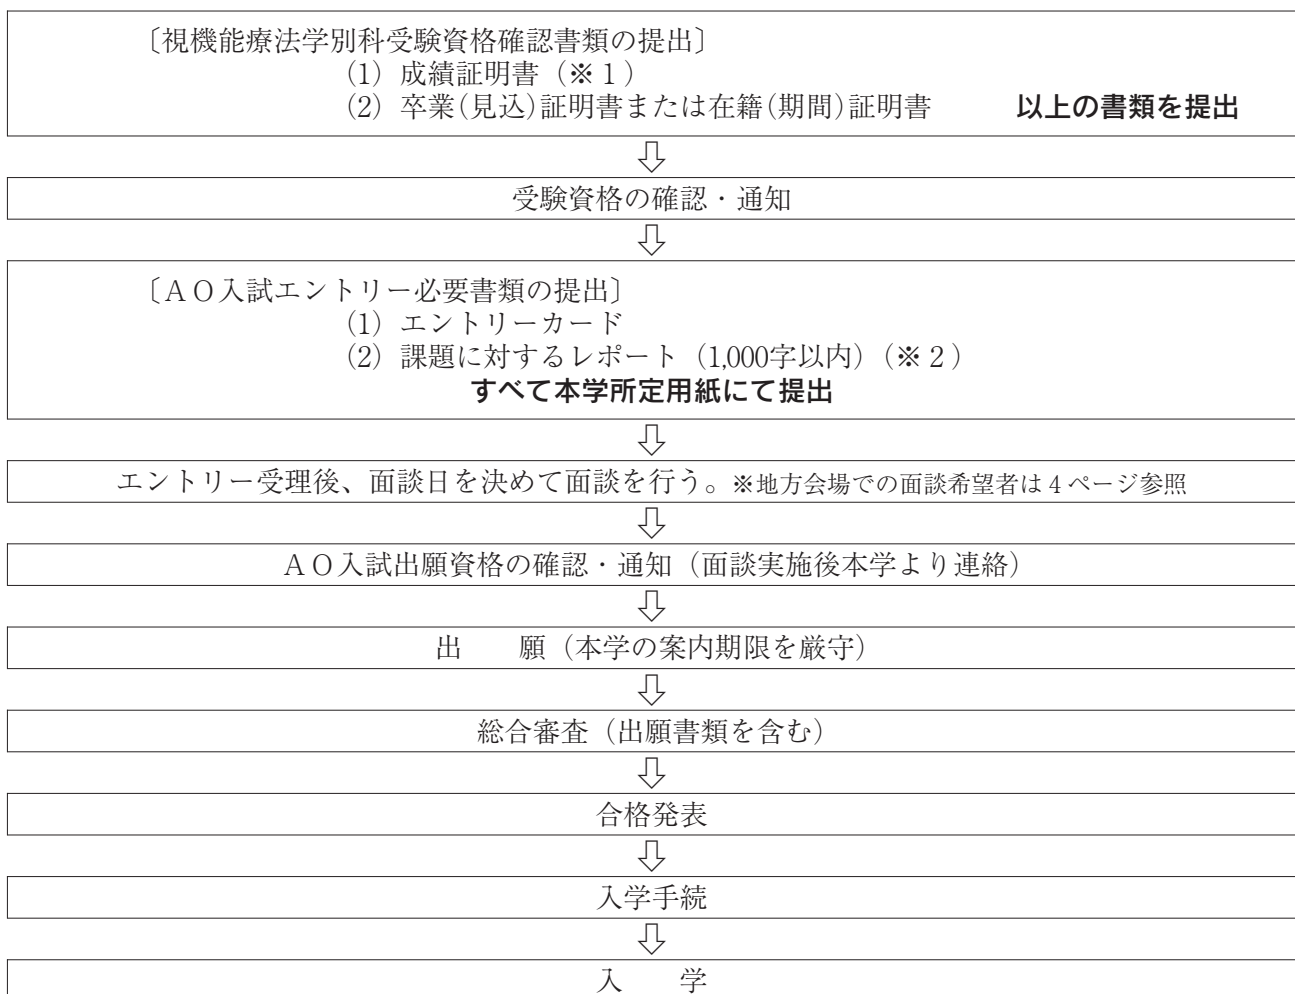 〔視機能療法学別科受験資格確認書類の提出〕
(1) 成績証明書（※１）
(2) 卒業(見込)証明書または在籍(期間)証明書　　以上の書類を提出
⇩
受験資格の確認・通知
⇩
〔ＡＯ入試エントリー必要書類の提出〕
(1) エントリーカード
(2) 課題に対するレポート（1,000字以内）（※２）
すべて本学所定用紙にて提出
⇩
エントリー受理後、面談日を決めて面談を行う。※地方会場での面談希望者は４ページ参照
⇩
ＡＯ入試出願資格の確認・通知（面談実施後本学より連絡）
⇩
出　　願（本学の案内期限を厳守）
⇩
総合審査（出願書類を含む）
⇩
合格発表
⇩
入学手続
⇩
入　　学